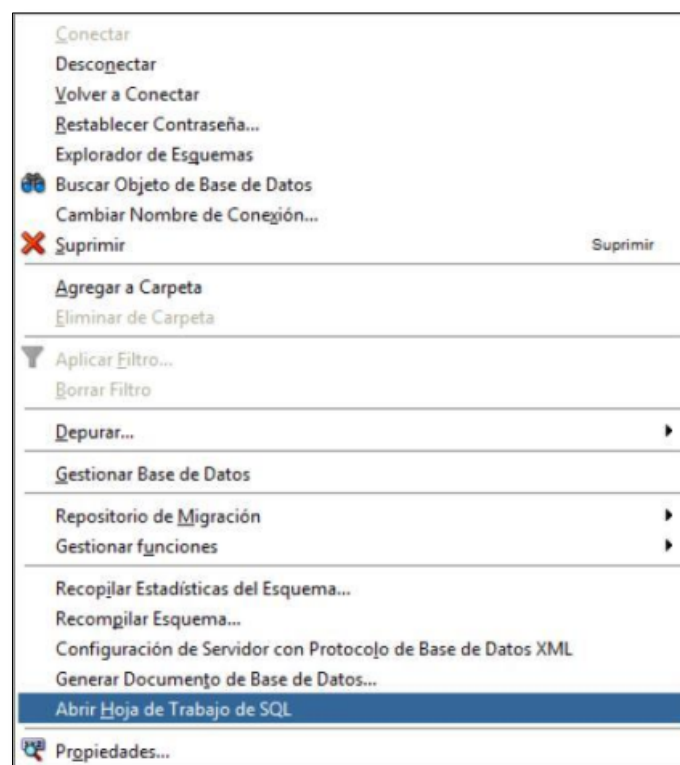 Conectar
Desconectar
Volver a Conectar
Restablecer Contraseña...
Explorador de Esquemas
Buscar Objeto de Base de Datos
Cambiar Nombre de Conexión...
Suprimir Suprimir
Agregar a Carpeta
Eliminar de Carpeta
Aplicar Filtro...
Borrar Filtro
Depurar...
Gestionar Base de Datos
Repositorio de Migración
Gestionar funciones
Recopilar Estadísticas del Esquema...
Recompilar Esquema...
Configuración de Servidor con Protocolo de Base de Datos XML
Generar Documento de Base de Datos...
Abrir Hoja de Trabajo de SQL
Propiedades...